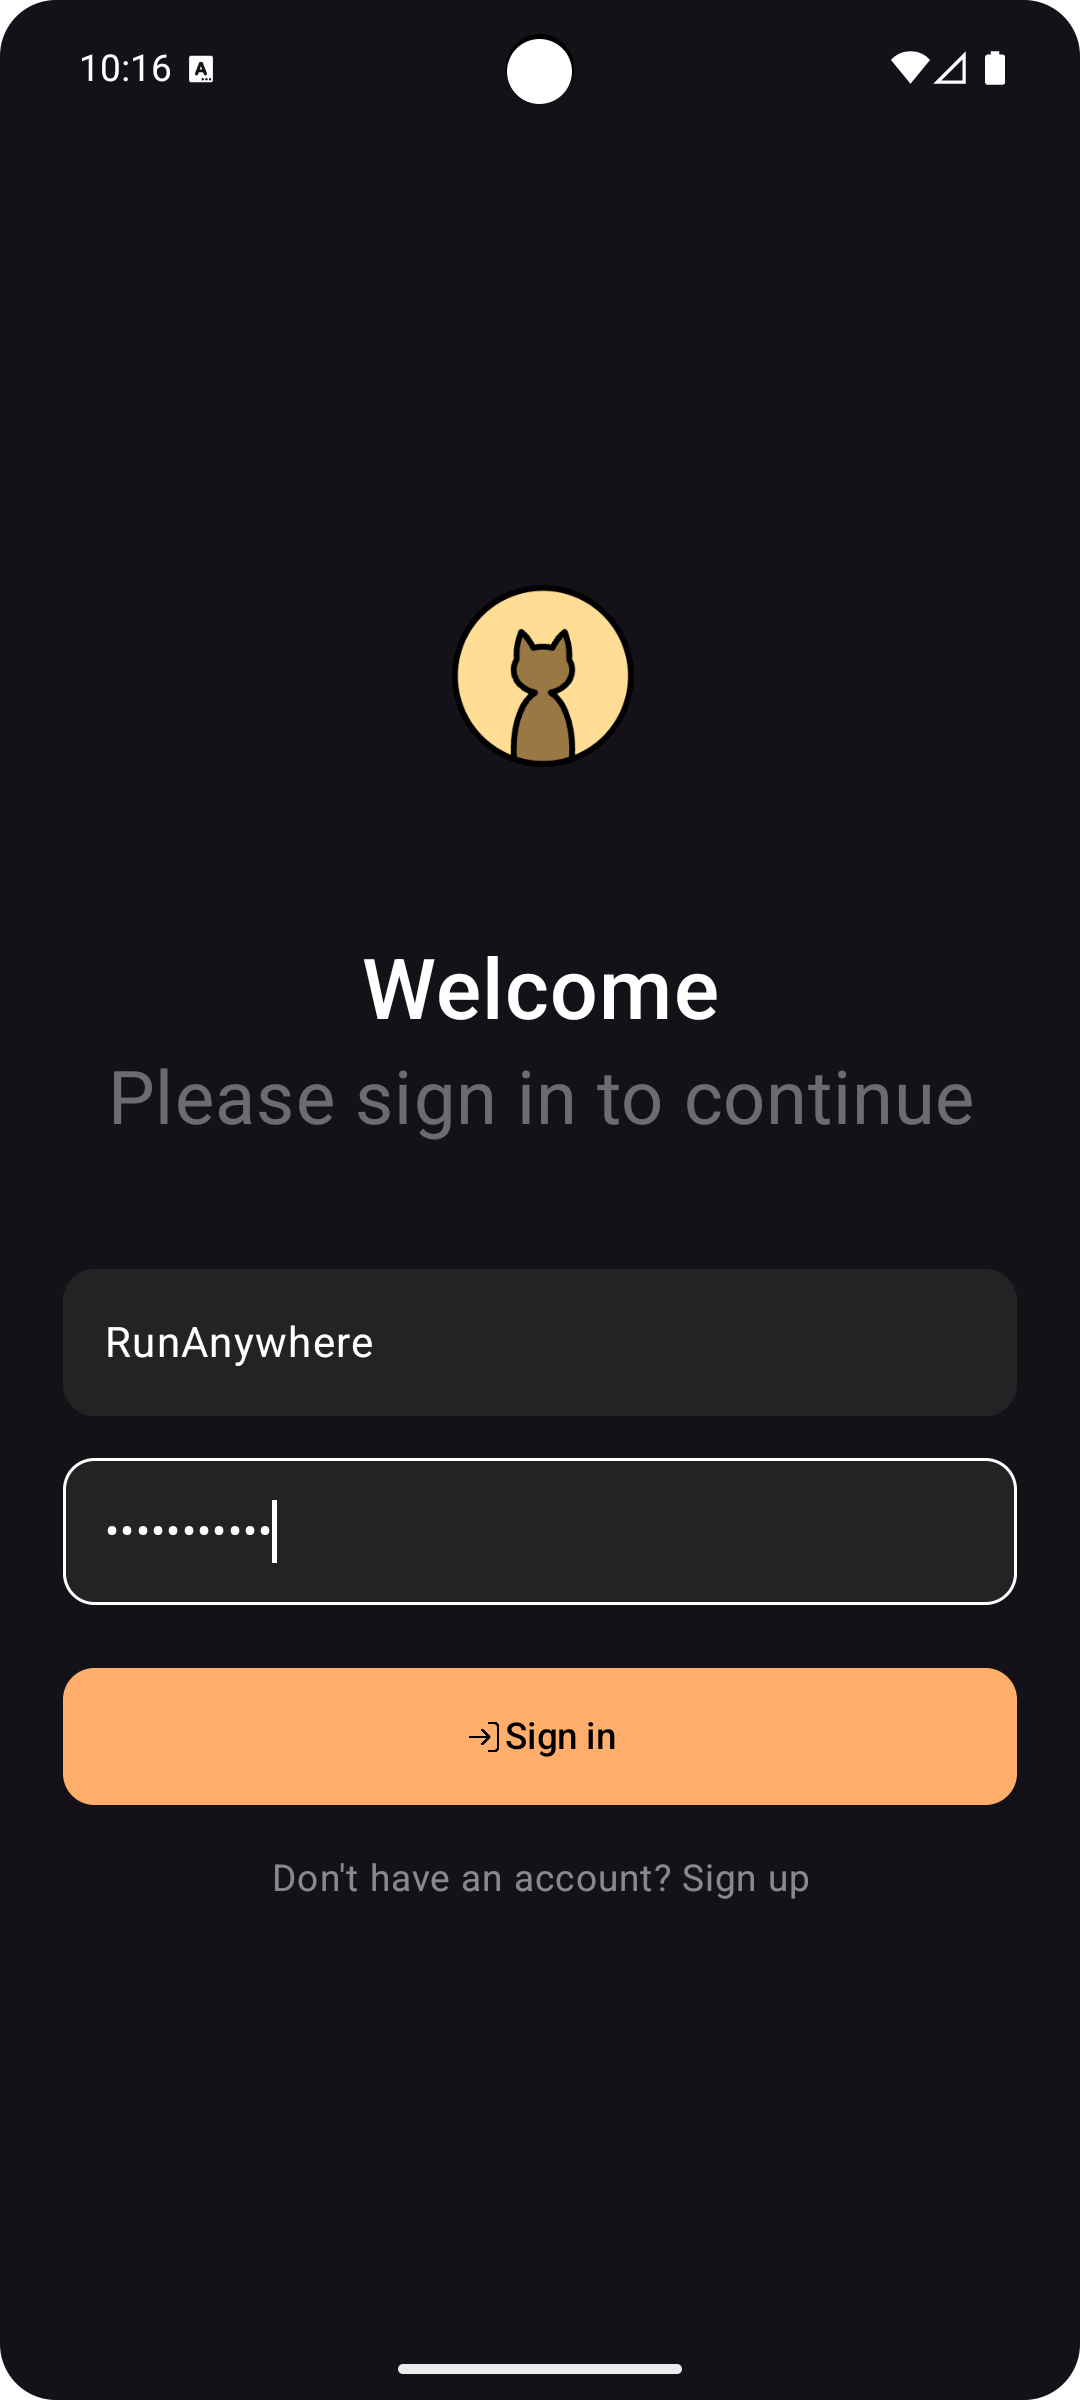 10:16
Welcome
Please sign in to continue
RunAnywhere
•••••••••••
Sign in
Don't have an account? Sign up